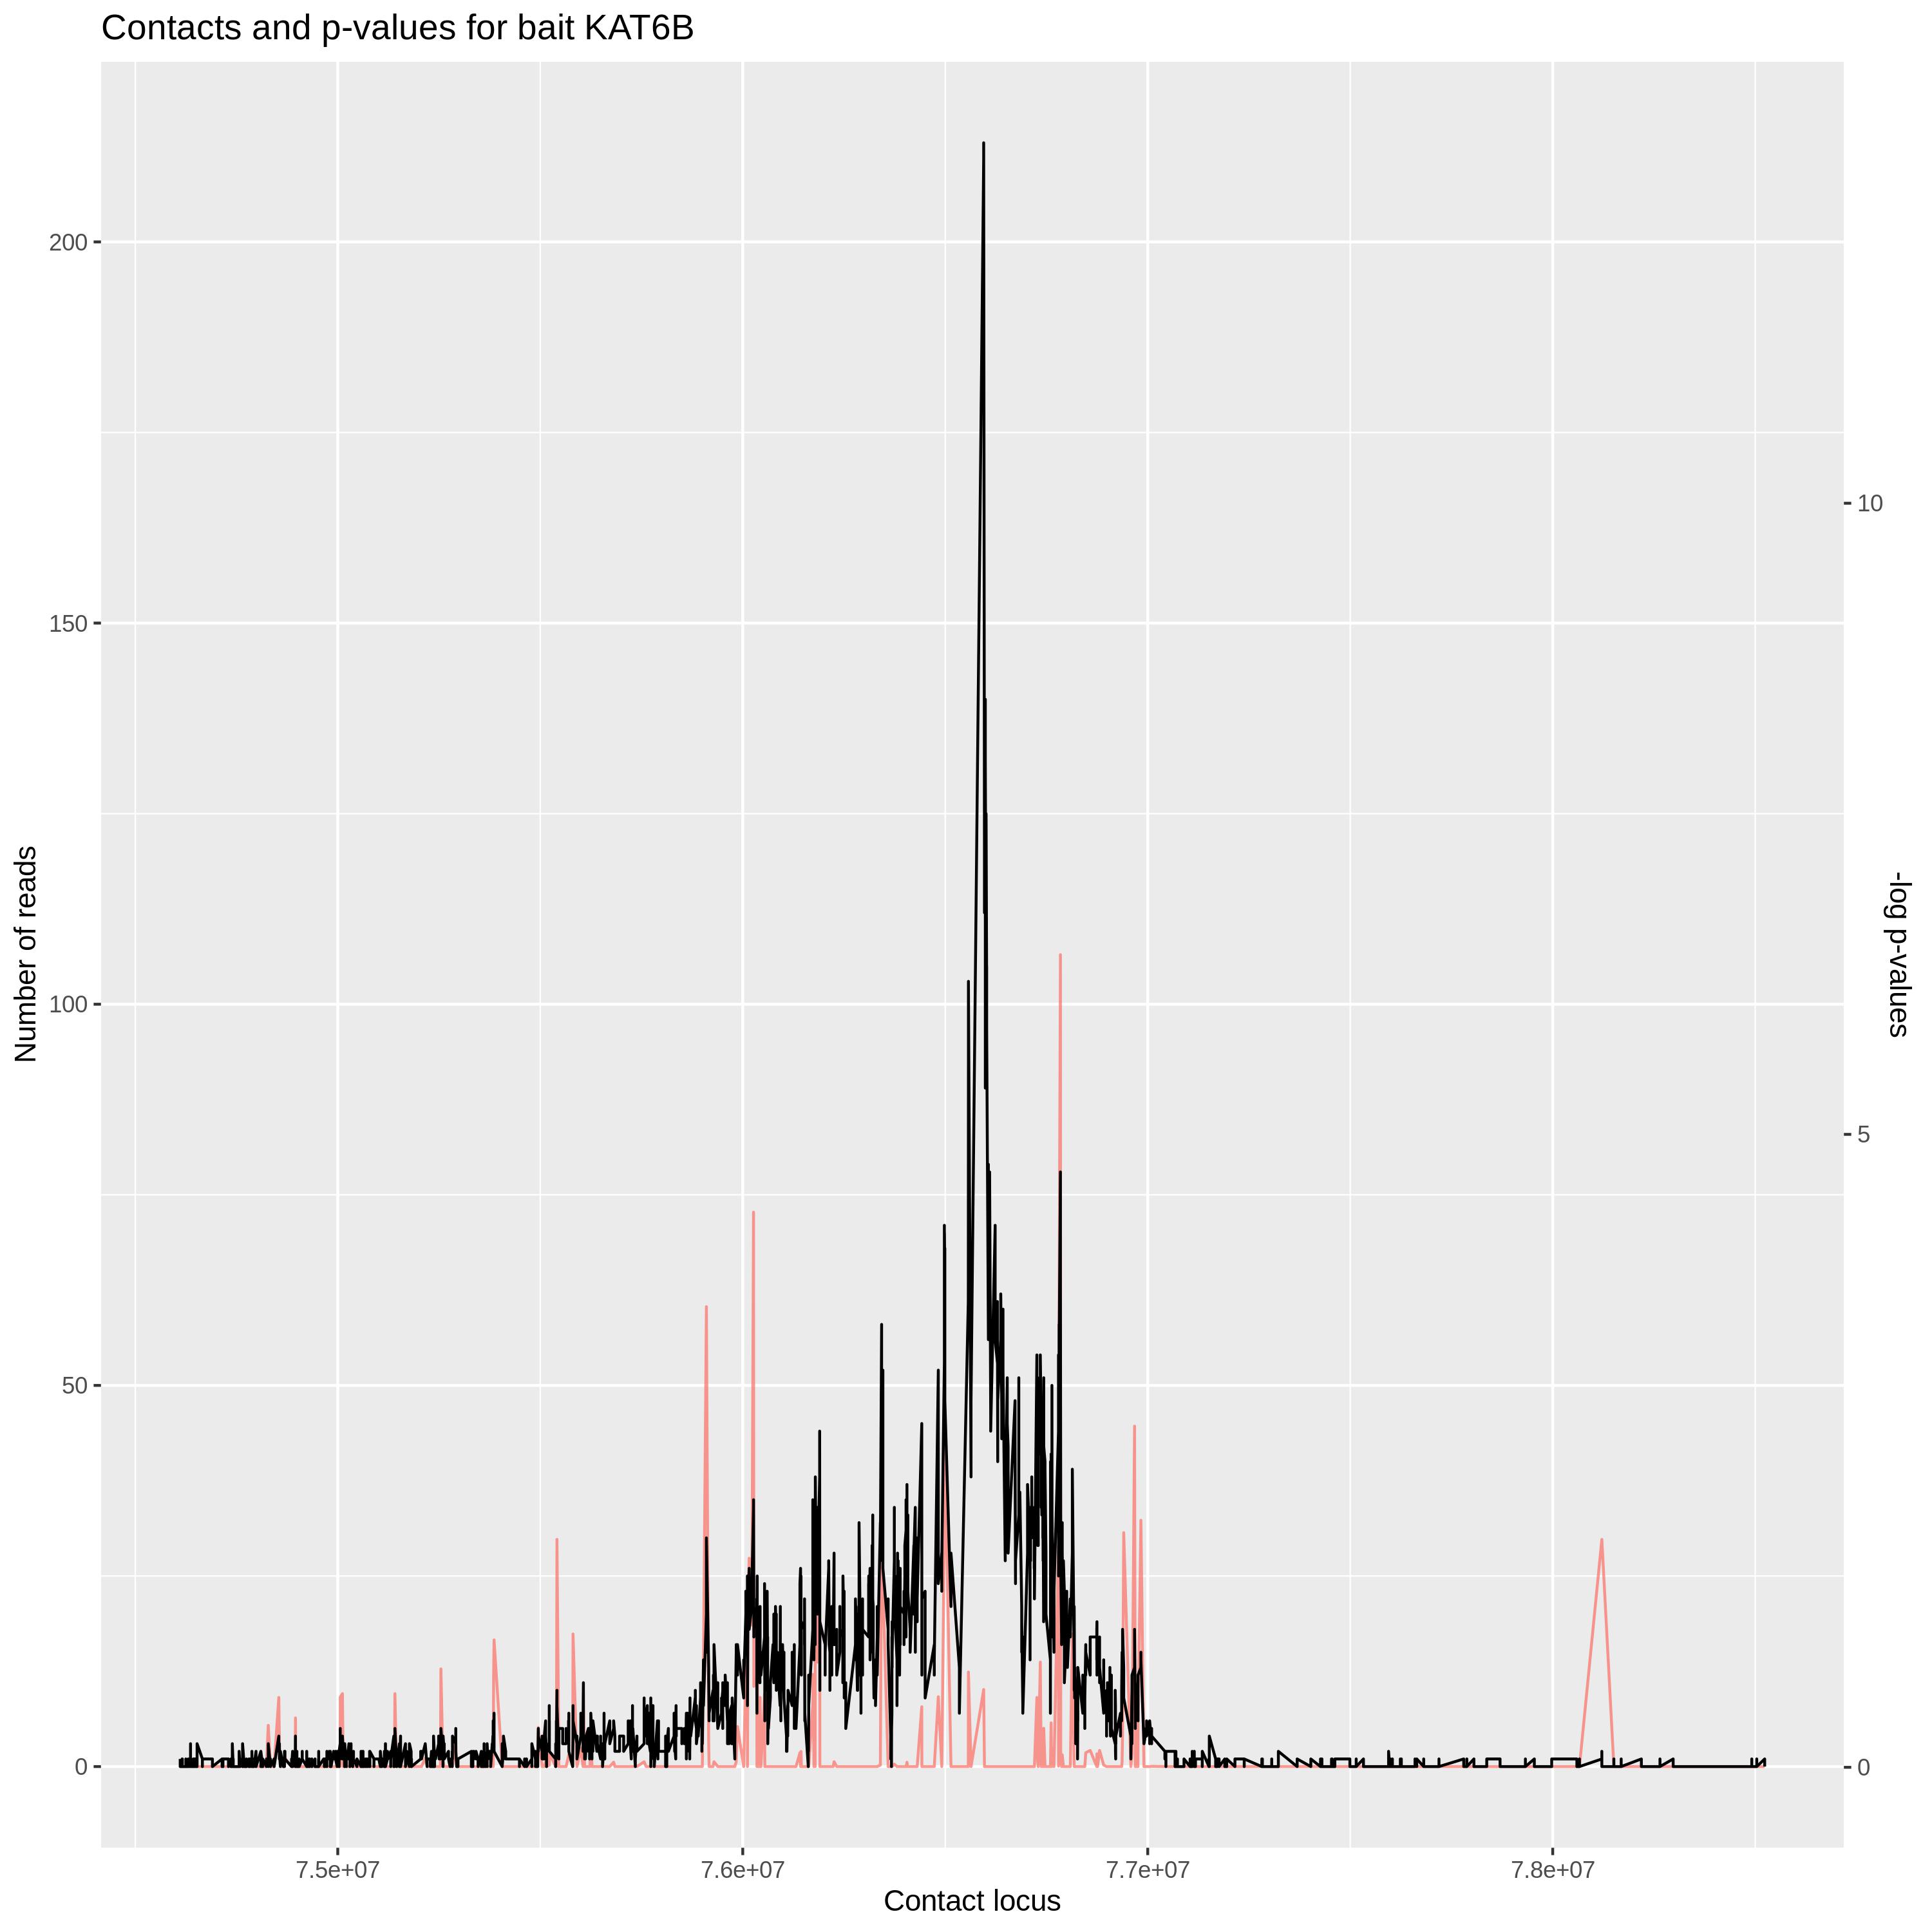 Contacts and p-values for bait KAT6B
200
150
100
50
0
10
5
0
Number of reads
-log p-values
7.5e+07 7.6e+07 7.7e+07 7.8e+07
Contact locus